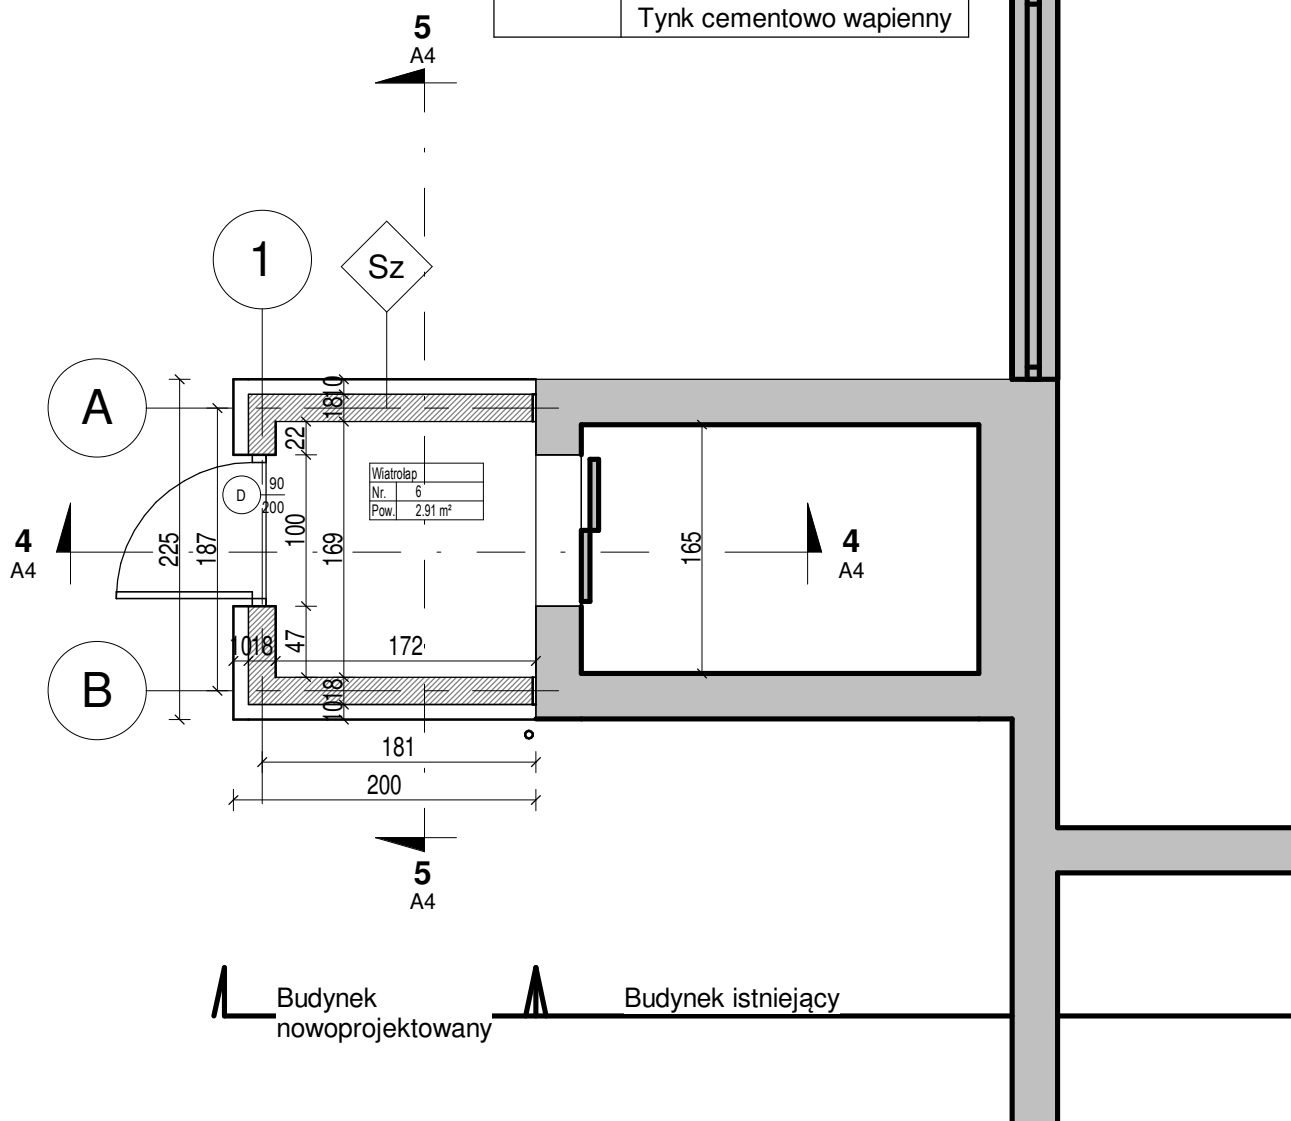 Tynk cementowo wapienny
5
A4
1
Sz
A
10
18
22
Wiatrołap
Nr. 6
Pow. 2.91 m²
D
90
200
4
A4
225
187
100
169
165
4
A4
10
18
47
172
B
18
10
181
200
5
A4
Budynek
nowoprojektowany
Budynek istniejący